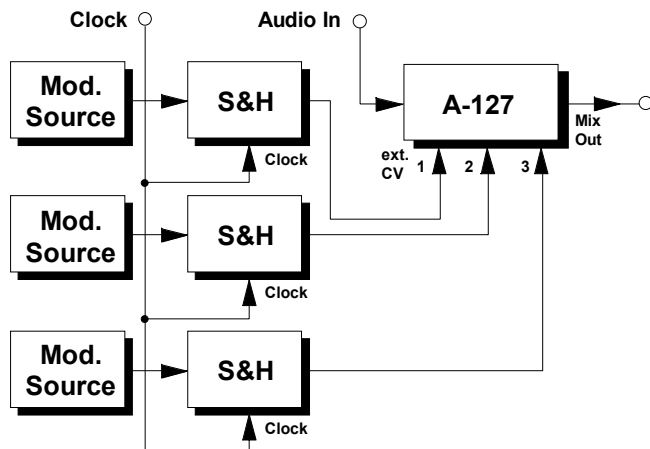 Clock
Audio In
Mod.
Source
S&H
A-127
Mix
Out
Clock
ext.
CV
1
2
3
Mod.
Source
S&H
Clock
Mod.
Source
S&H
Clock